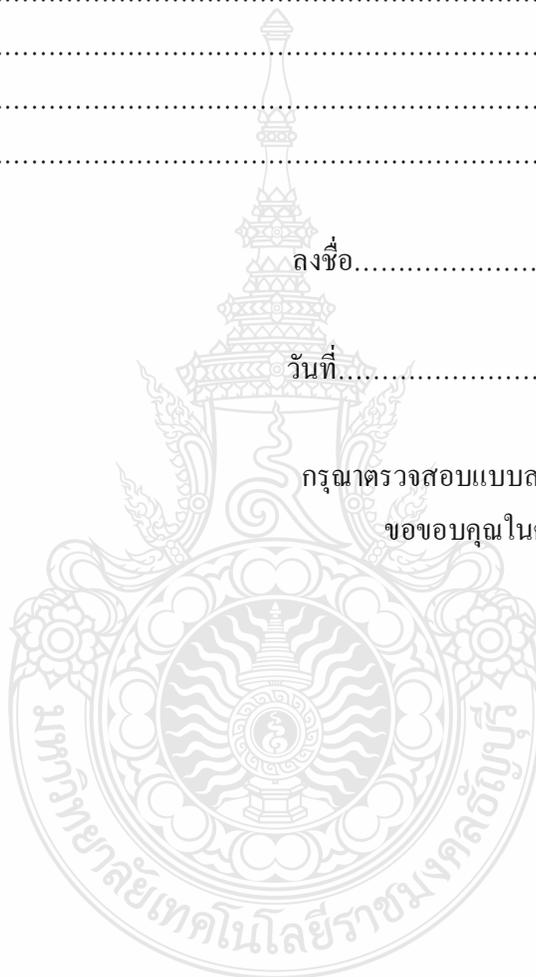 ................................................................
................................................................
................................................................
................................................................
ลงชื่อ.....................
วันที่.......................
กรุณาตรวจสอบแบบ
ขอขอบคุณใน
มหาวิทยาลัยเทคโนโลยีราชมงคลธัญบุรี